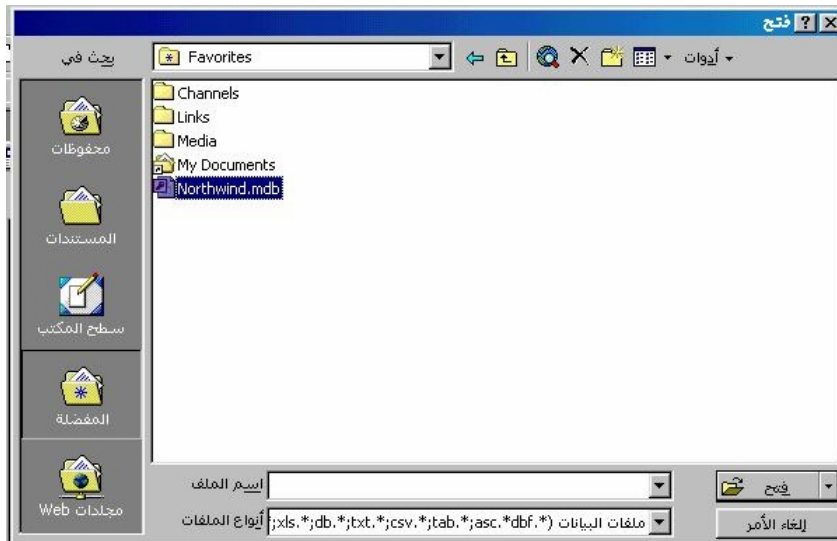 فتح
يحث في
Favorites
أدوات
Channels
Links
Media
My Documents
Northwind.mdb
محفوظات
المستندات
سطح المكتب
المفضلة
مجلدات Web
اسم الملف
فتح
أنواع الملفات
ملفات البيانات (*.xls;*.db;*.txt;*.csv;*.tab;*.asc;*.dbf;
إلغاء الأمر